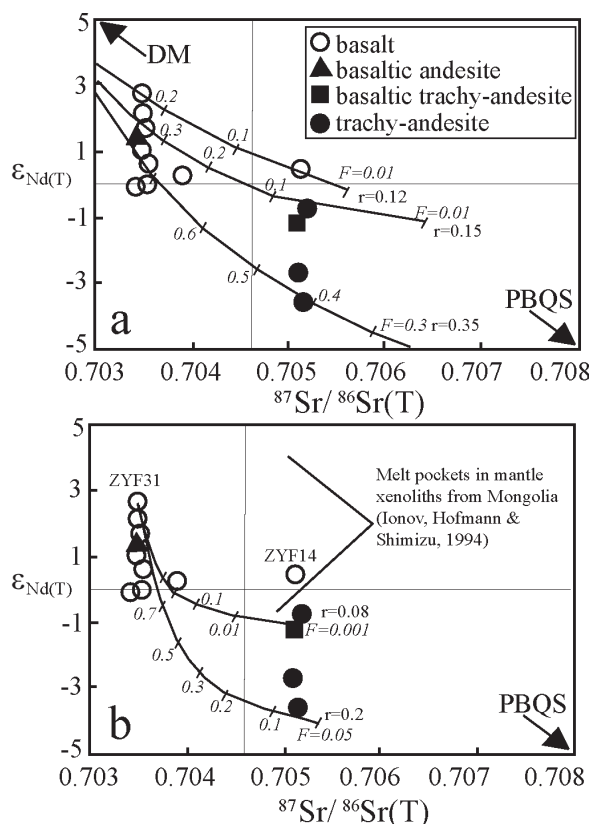 5
DM
basalt
basaltic andesite
basaltic trachy-andesite
trachy-andesite
3
0.2
0.3
0.1
1
0.2
εNd(T)
F=0.01
0.1
r=0.12
-1
F=0.01
r=0.15
0.6
-3
0.5
0.4
PBQS
a
F=0.3 r=0.35
-5
0.703 0.704 0.705 0.706 0.707 0.708
87Sr/ 86Sr(T)
5
ZYF31
3
Melt pockets in mantle
xenoliths from Mongolia
(Ionov, Hofmann &
Shimizu, 1994)
ZYF14
1
εNd(T)
0.1
0.7
0.01
r=0.08
-1
F=0.001
0.5
-3
0.3
0.2
0.1
r=0.2
F=0.05
PBQS
b
-5
0.703 0.704 0.705 0.706 0.707 0.708
87Sr/ 86Sr(T)